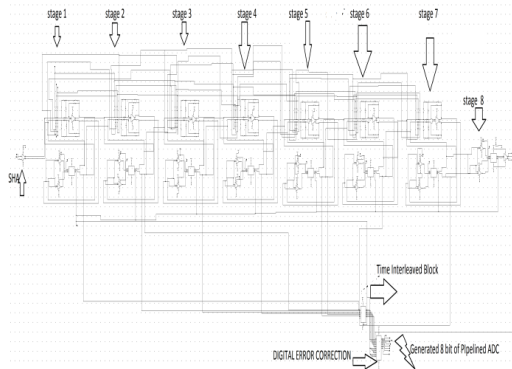 stage 1
stage 2
stage 3
stage 4
stage 5
stage 6
stage 7
stage 8
SHA
Time Interleaved Block
Generated 8 bit of Pipelined ADC
DIGITAL ERROR CORRECTION